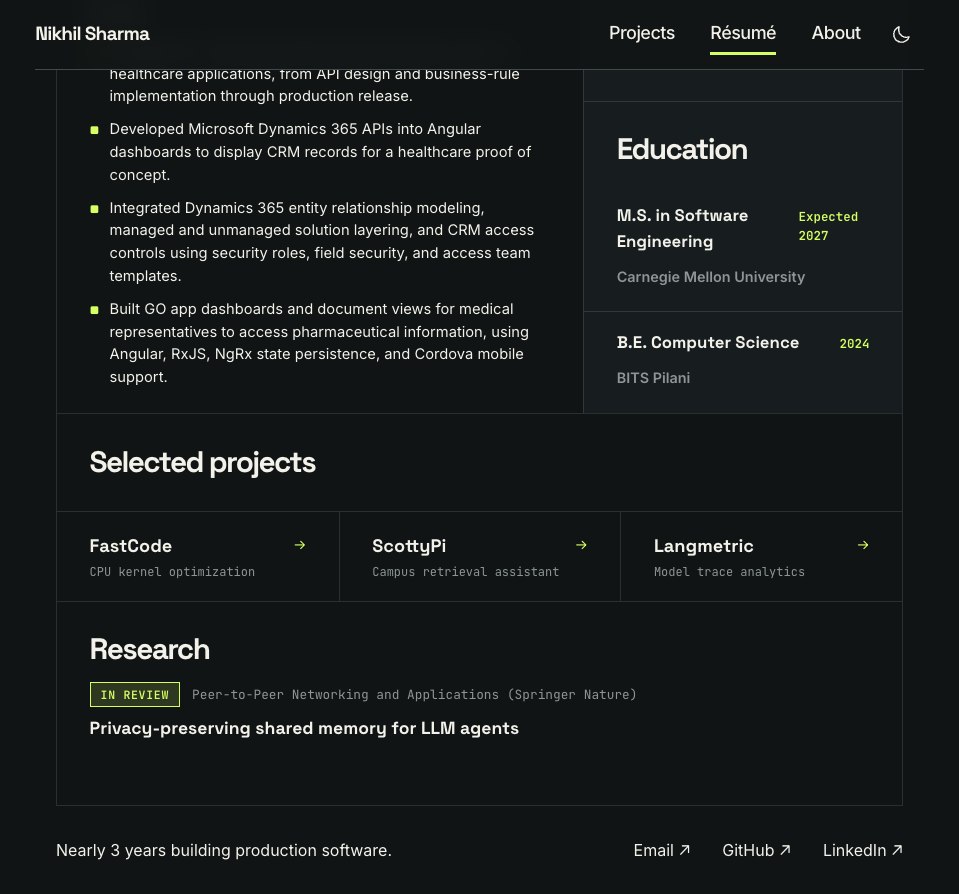 Nikhil Sharma
Projects
Résumé
About
healthcare applications, from API design and business-rule
implementation through production release.
Developed Microsoft Dynamics 365 APIs into Angular
dashboards to display CRM records for a healthcare proof of
concept.
Integrated Dynamics 365 entity relationship modeling,
managed and unmanaged solution layering, and CRM access
controls using security roles, field security, and access team
templates.
Built GO app dashboards and document views for medical
representatives to access pharmaceutical information, using
Angular, RxJS, NgRx state persistence, and Cordova mobile
support.
Education
M.S. in Software
Engineering
Expected
2027
Carnegie Mellon University
B.E. Computer Science
2024
BITS Pilani
Selected projects
FastCode →
CPU kernel optimization
ScottyPi →
Campus retrieval assistant
Langmetric →
Model trace analytics
Research
IN REVIEW
Peer-to-Peer Networking and Applications (Springer Nature)
Privacy-preserving shared memory for LLM agents
Nearly 3 years building production software.
Email ↗
GitHub ↗
LinkedIn ↗